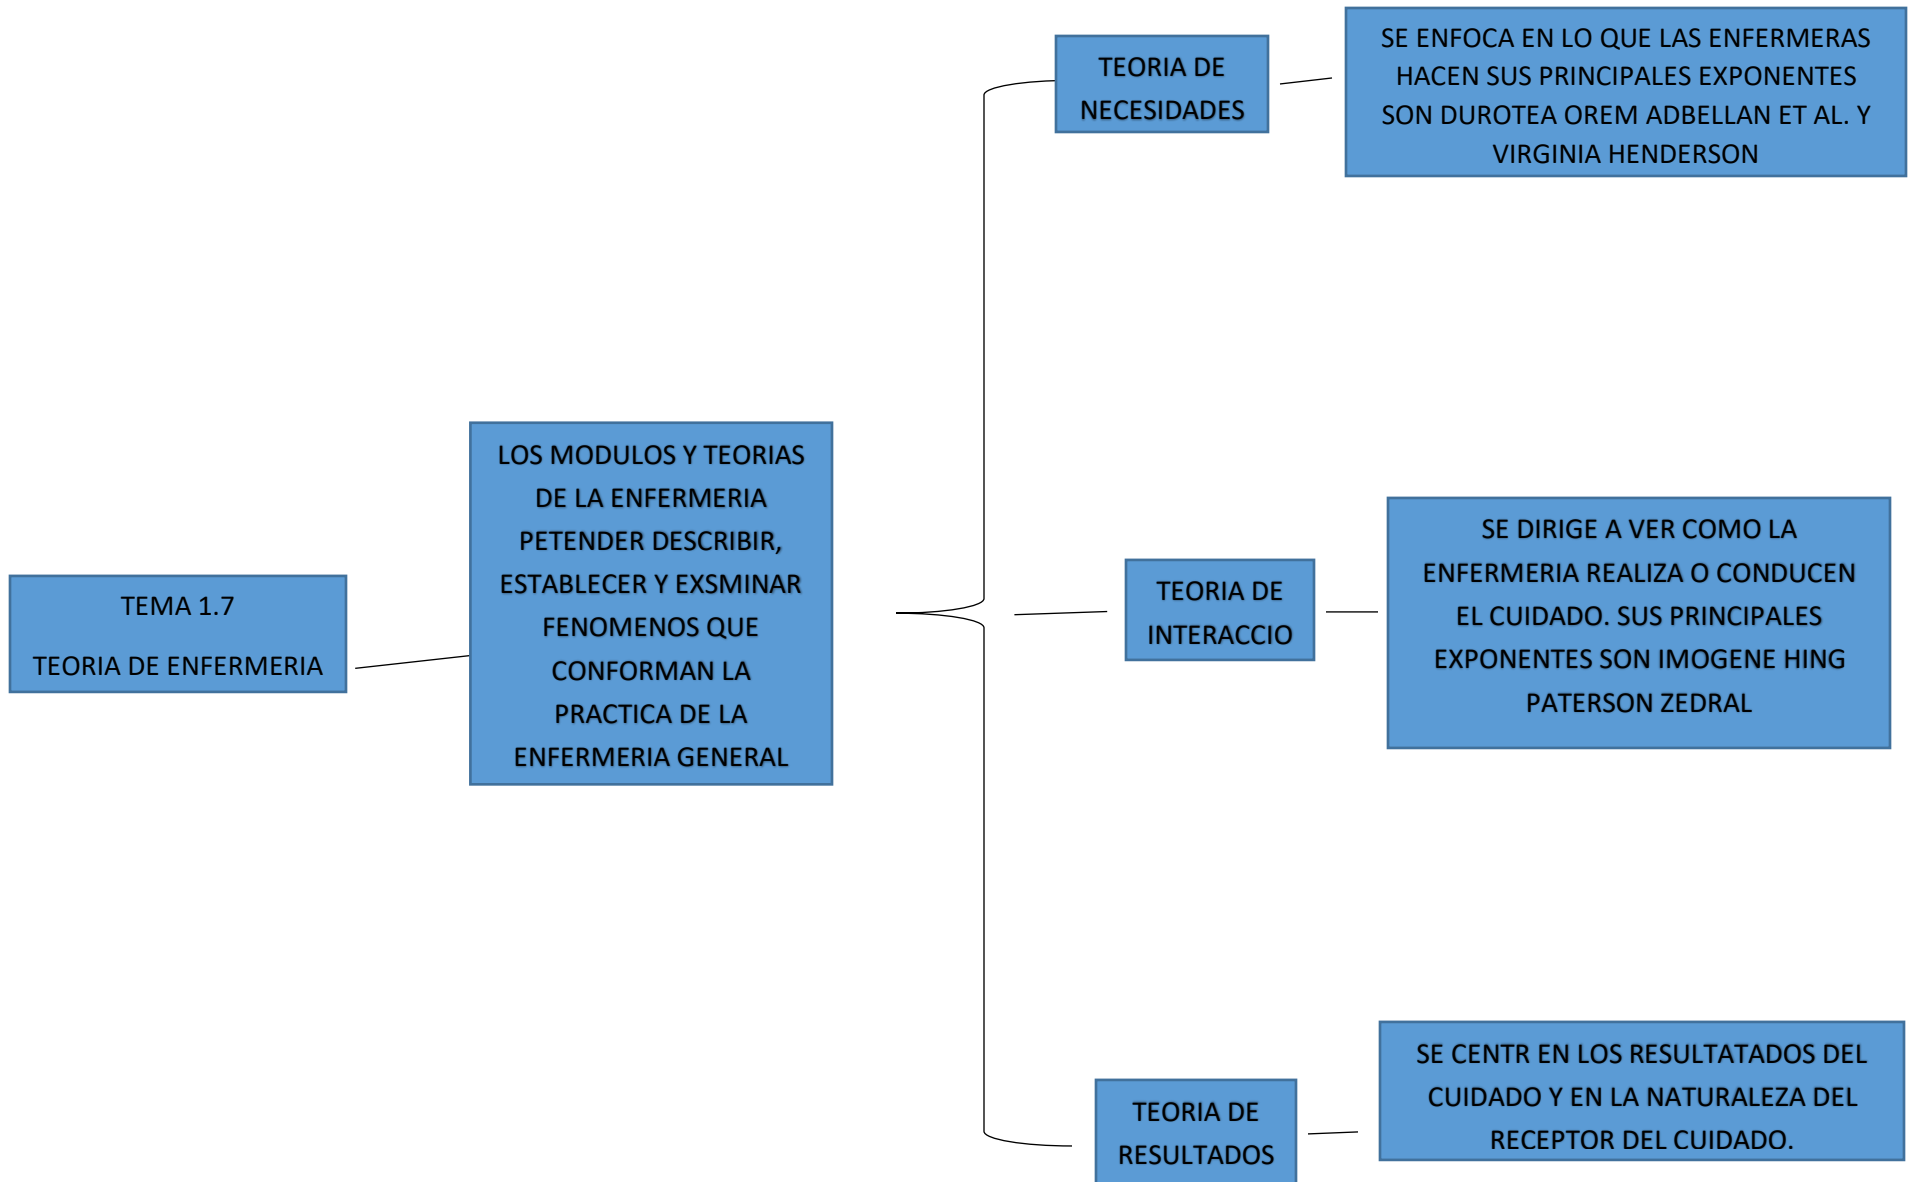 TEMA 1.7
TEORIA DE ENFERMERIA
LOS MODULOS Y TEORIAS
DE LA ENFERMERIA
PETENDER DESCRIBIR,
ESTABLECER Y EXSMINAR
FENOMENOS QUE
CONFORMAN LA
PRACTICA DE LA
ENFERMERIA GENERAL
TEORIA DE
NECESIDADES
SE ENFOCA EN LO QUE LAS ENFERMERAS
HACEN SUS PRINCIPALES EXPONENTES
SON DUROTEA OREM ADBELLAN ET AL. Y
VIRGINIA HENDERSON
TEORIA DE
INTERACCIO
SE DIRIGE A VER COMO LA
ENFERMERIA REALIZA O CONDUCEN
EL CUIDADO. SUS PRINCIPALES
EXPONENTES SON IMOGENE HING
PATERSON ZEDRAL
TEORIA DE
RESULTADOS
SE CENTR EN LOS RESULTATADOS DEL
CUIDADO Y EN LA NATURALEZA DEL
RECEPTOR DEL CUIDADO.